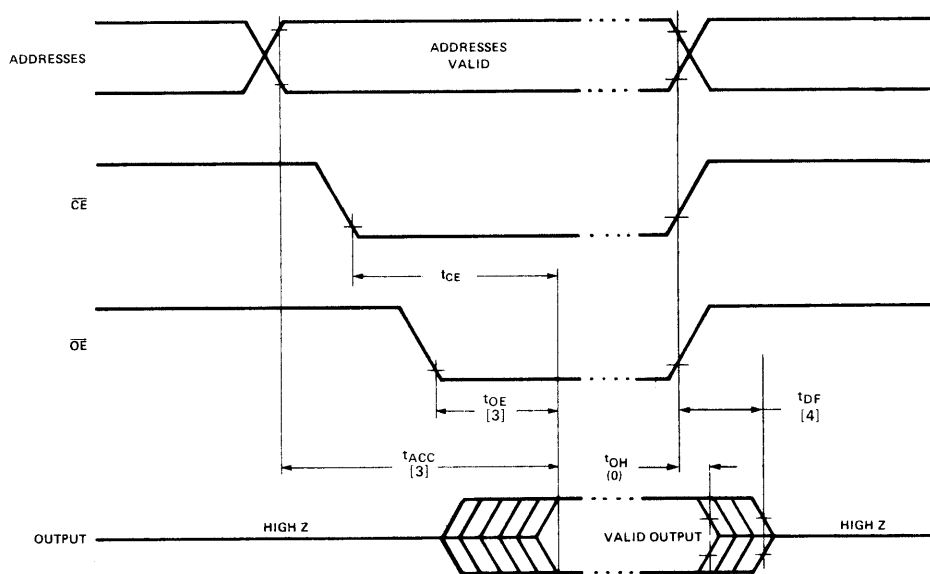 ADDRESSES
ADDRESSES
VALID
CE
tCE
OE
tOE
[3]
tDF
[4]
tACC
[3]
tOH
(0)
OUTPUT
HIGH Z
VALID OUTPUT
HIGH Z